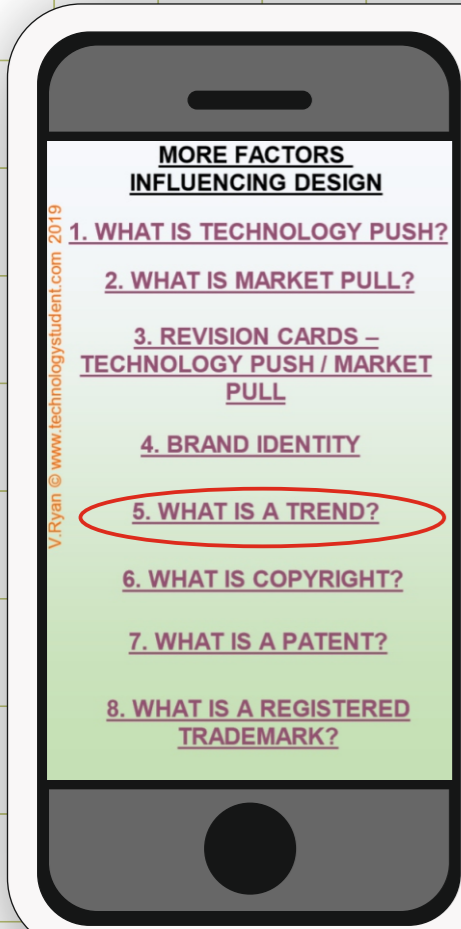 MORE FACTORS
INFLUENCING DESIGN
1. WHAT IS TECHNOLOGY PUSH?
2. WHAT IS MARKET PULL?
3. REVISION CARDS –
TECHNOLOGY PUSH / MARKET
PULL
4. BRAND IDENTITY
5. WHAT IS A TREND?
6. WHAT IS COPYRIGHT?
7. WHAT IS A PATENT?
8. WHAT IS A REGISTERED
TRADEMARK?
V.Ryan © www.technologystudent.com 2019